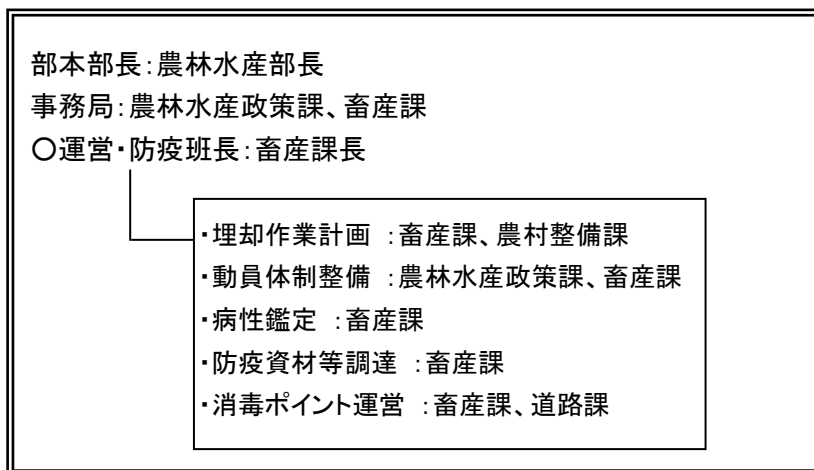 部本部長：農林水産部長
事務局：農林水産政策課、畜産課
〇運営・防疫班長：畜産課長
・埋却作業計画 ：畜産課、農村整備課
・動員体制整備 ：農林水産政策課、畜産課
・病性鑑定 ：畜産課
・防疫資材等調達 ：畜産課
・消毒ポイント運営 ：畜産課、道路課